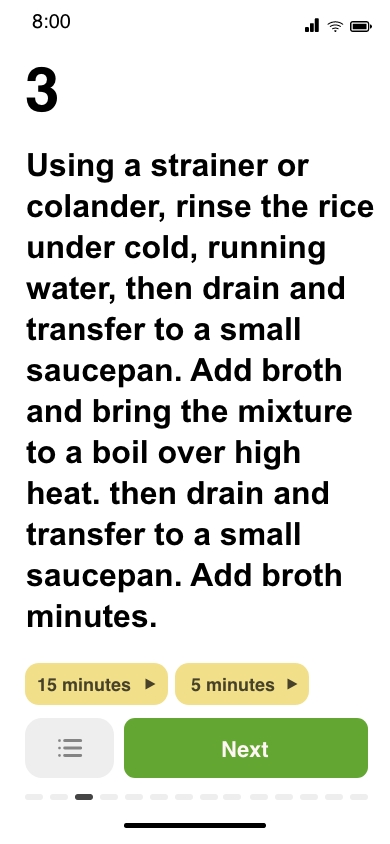 8:00
3
Using a strainer or
colander, rinse the rice
under cold, running
water, then drain and
transfer to a small
saucepan. Add broth
and bring the mixture
to a boil over high
heat. then drain and
transfer to a small
saucepan. Add broth
minutes.
15 minutes
5 minutes
Next